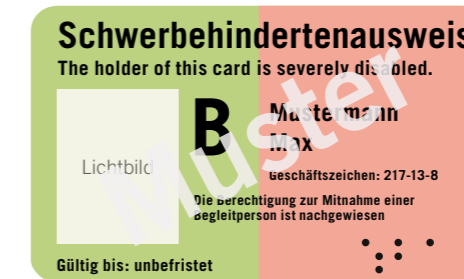 Schwerbehindertenausweis
The holder of this card is severely disabled.
Lichtbild
B
Mustermann
Max
Geschäftszeichen: 217-13-8
Die Berechtigung zur Mitnahme einer
Begleitperson ist nachgewiesen
Gültig bis: unbefristet
Muster